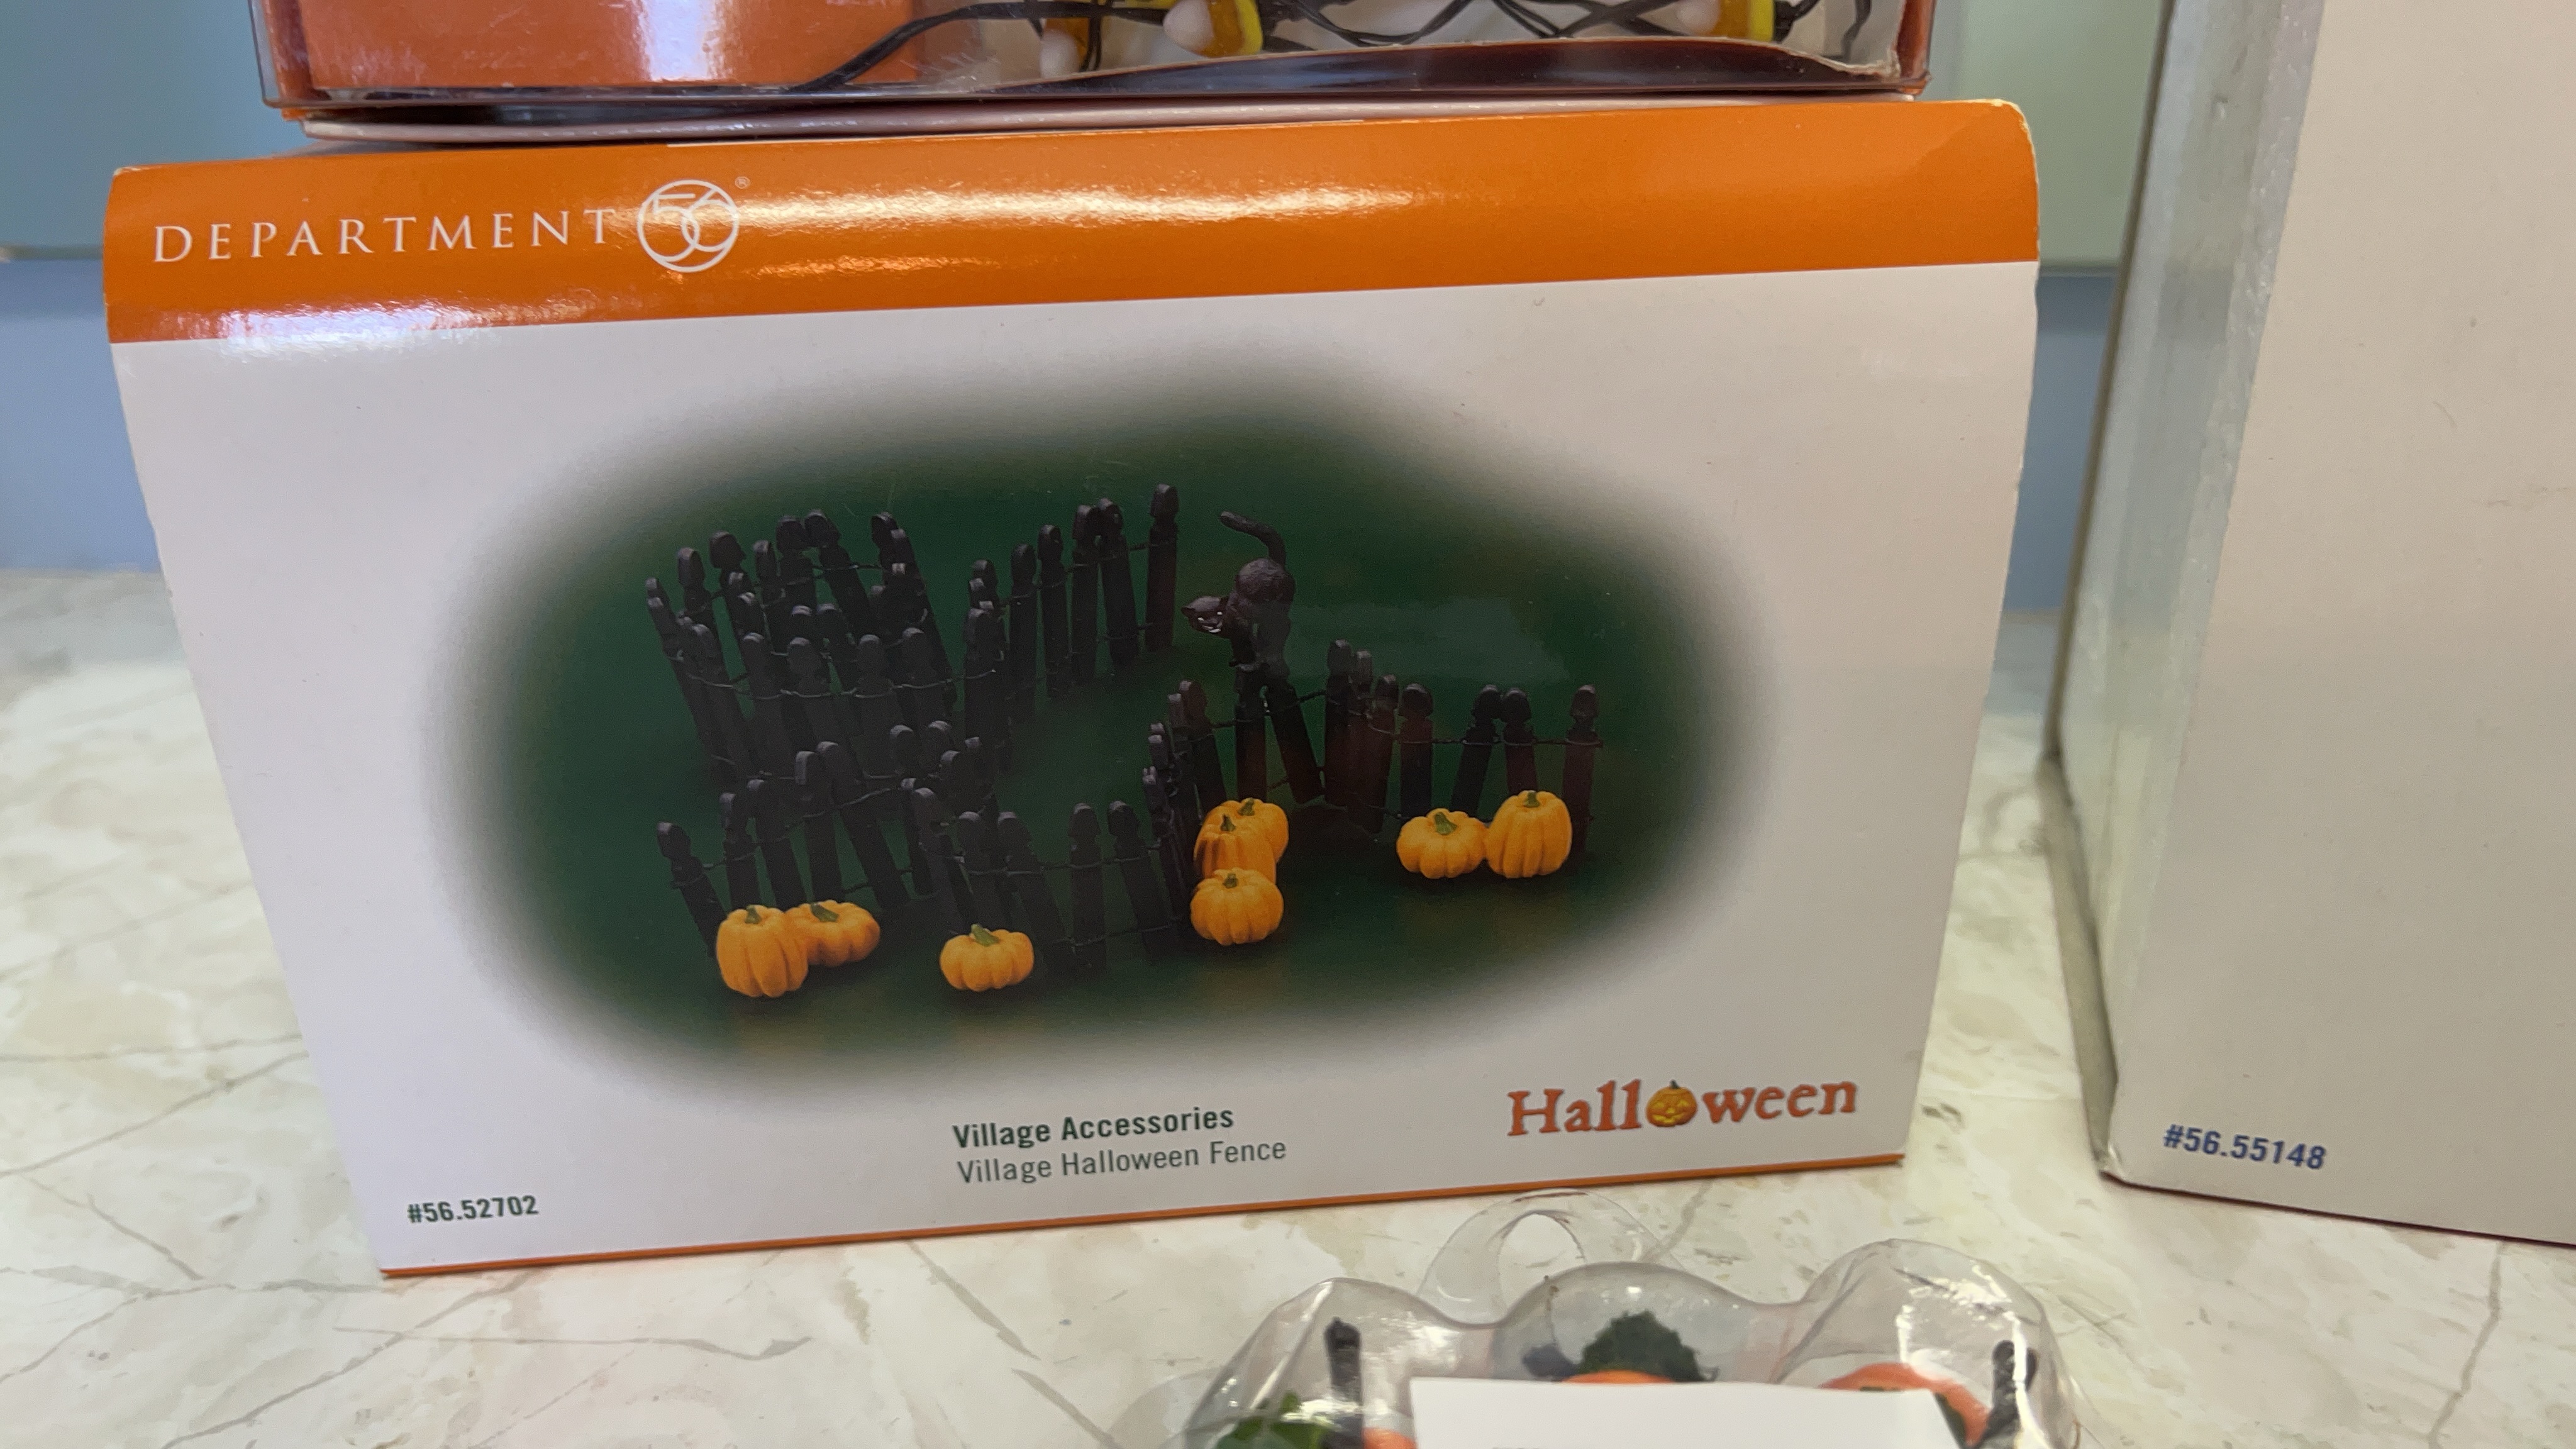 DEPARTMENT 56®
Village Accessories
Village Halloween Fence
Halloween
#56.52702
#56.55148